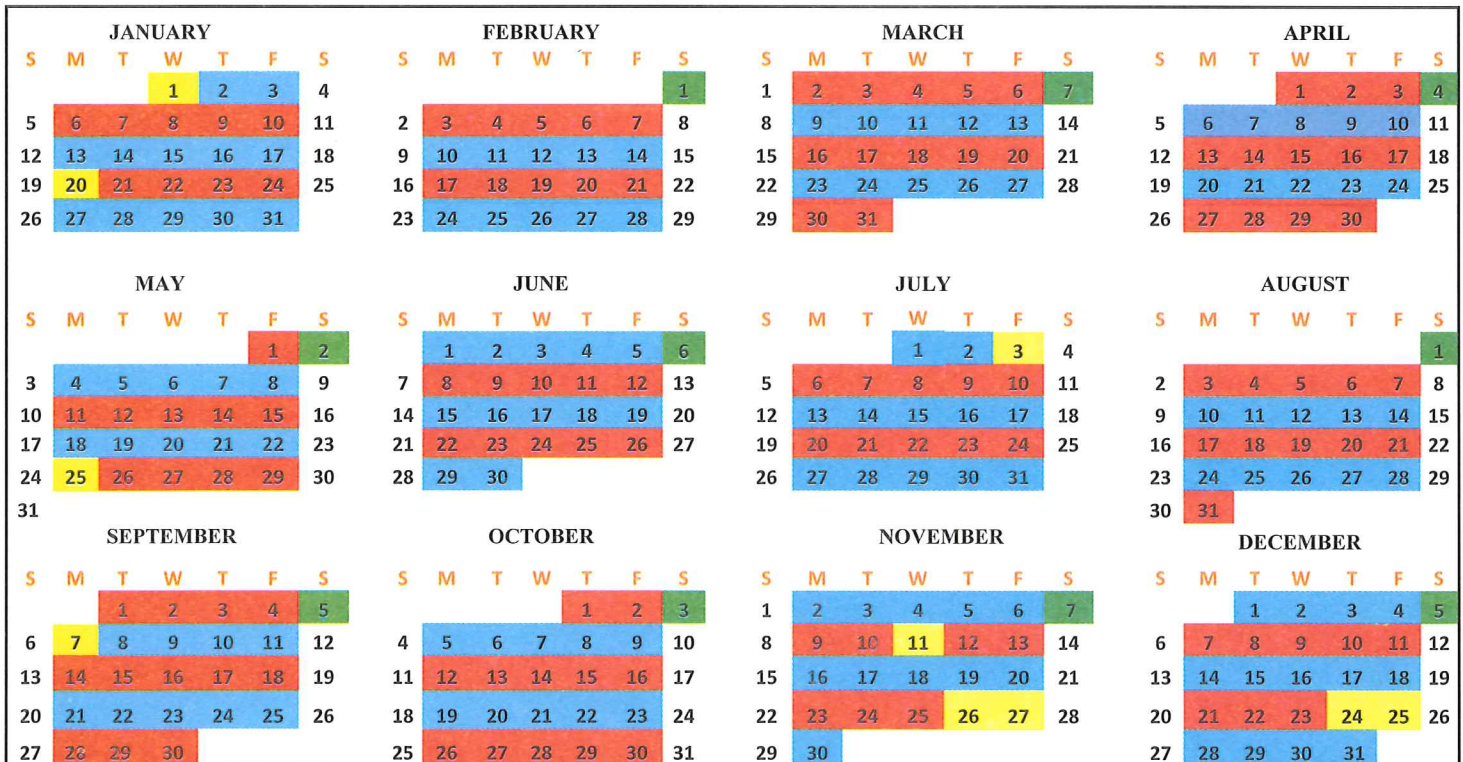 JANUARY FEBRUARY MARCH APRIL
S M T W T F S S M T W T F S S M T W T F S S M T W T F S
1 2 3 4 1 1 2 3 4 5 6 7 1 2 3 4
5 6 7 8 9 10 11 2 3 4 5 6 7 8 8 9 10 11 12 13 14 5 6 7 8 9 10 11
12 13 14 15 16 17 18 9 10 11 12 13 14 15 15 16 17 18 19 20 21 12 13 14 15 16 17 18
19 20 21 22 23 24 25 16 17 18 19 20 21 22 22 23 24 25 26 27 28 19 20 21 22 23 24 25
26 27 28 29 30 31 23 24 25 26 27 28 29 29 30 31 26 27 28 29 30
MAY JUNE JULY AUGUST
S M T W T F S S M T W T F S S M T W T F S S M T W T F S
1 2 1 2 3 4 5 6 1 2 3 4 1
3 4 5 6 7 8 9 7 8 9 10 11 12 13 5 6 7 8 9 10 11 2 3 4 5 6 7 8
10 11 12 13 14 15 16 14 15 16 17 18 19 20 12 13 14 15 16 17 18 9 10 11 12 13 14 15
17 18 19 20 21 22 23 21 22 23 24 25 26 27 19 20 21 22 23 24 25 16 17 18 19 20 21 22
24 25 26 27 28 29 30 28 29 30 26 27 28 29 30 31 23 24 25 26 27 28 29
31 30 31
SEPTEMBER OCTOBER NOVEMBER DECEMBER
S M T W T F S S M T W T F S S M T W T F S S M T W T F S
1 2 3 4 5 1 2 3 1 2 3 4 5 6 7 1 2 3 4 5
6 7 8 9 10 11 12 4 5 6 7 8 9 10 8 9 10 11 12 13 14 6 7 8 9 10 11 12
13 14 15 16 17 18 19 11 12 13 14 15 16 17 15 16 17 18 19 20 21 13 14 15 16 17 18 19
20 21 22 23 24 25 26 18 19 20 21 22 23 24 22 23 24 25 26 27 28 20 21 22 23 24 25 26
27 28 29 30 25 26 27 28 29 30 31 29 30 27 28 29 30 31